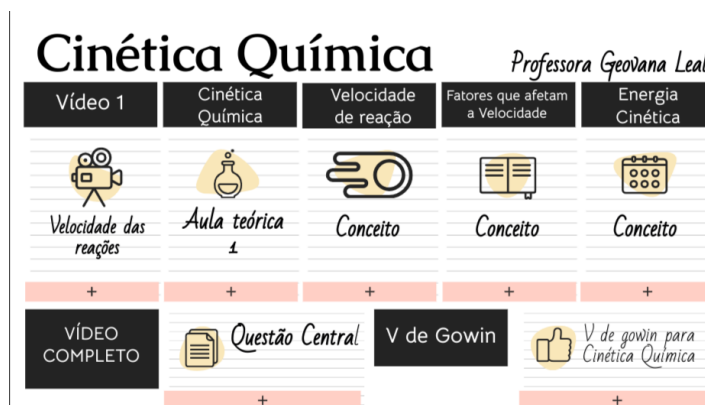 Cinética Química
Professora Geovana Leal
Vídeo 1
Cinética
Química
Velocidade
de reação
Fatores que afetam
a Velocidade
Energia
Cinética
Velocidade das
reações
Aula teórica
1
Conceito
Conceito
Conceito
+
+
+
+
+
VÍDEO
COMPLETO
Questão Central
V de Gowin
V de gowin para
Cinética Química
+
+